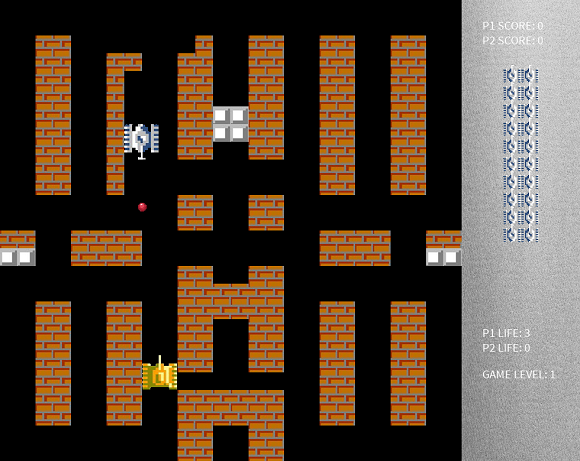 P1 SCORE: 0
P2 SCORE: 0
P1 LIFE: 3
P2 LIFE: 0
GAME LEVEL: 1